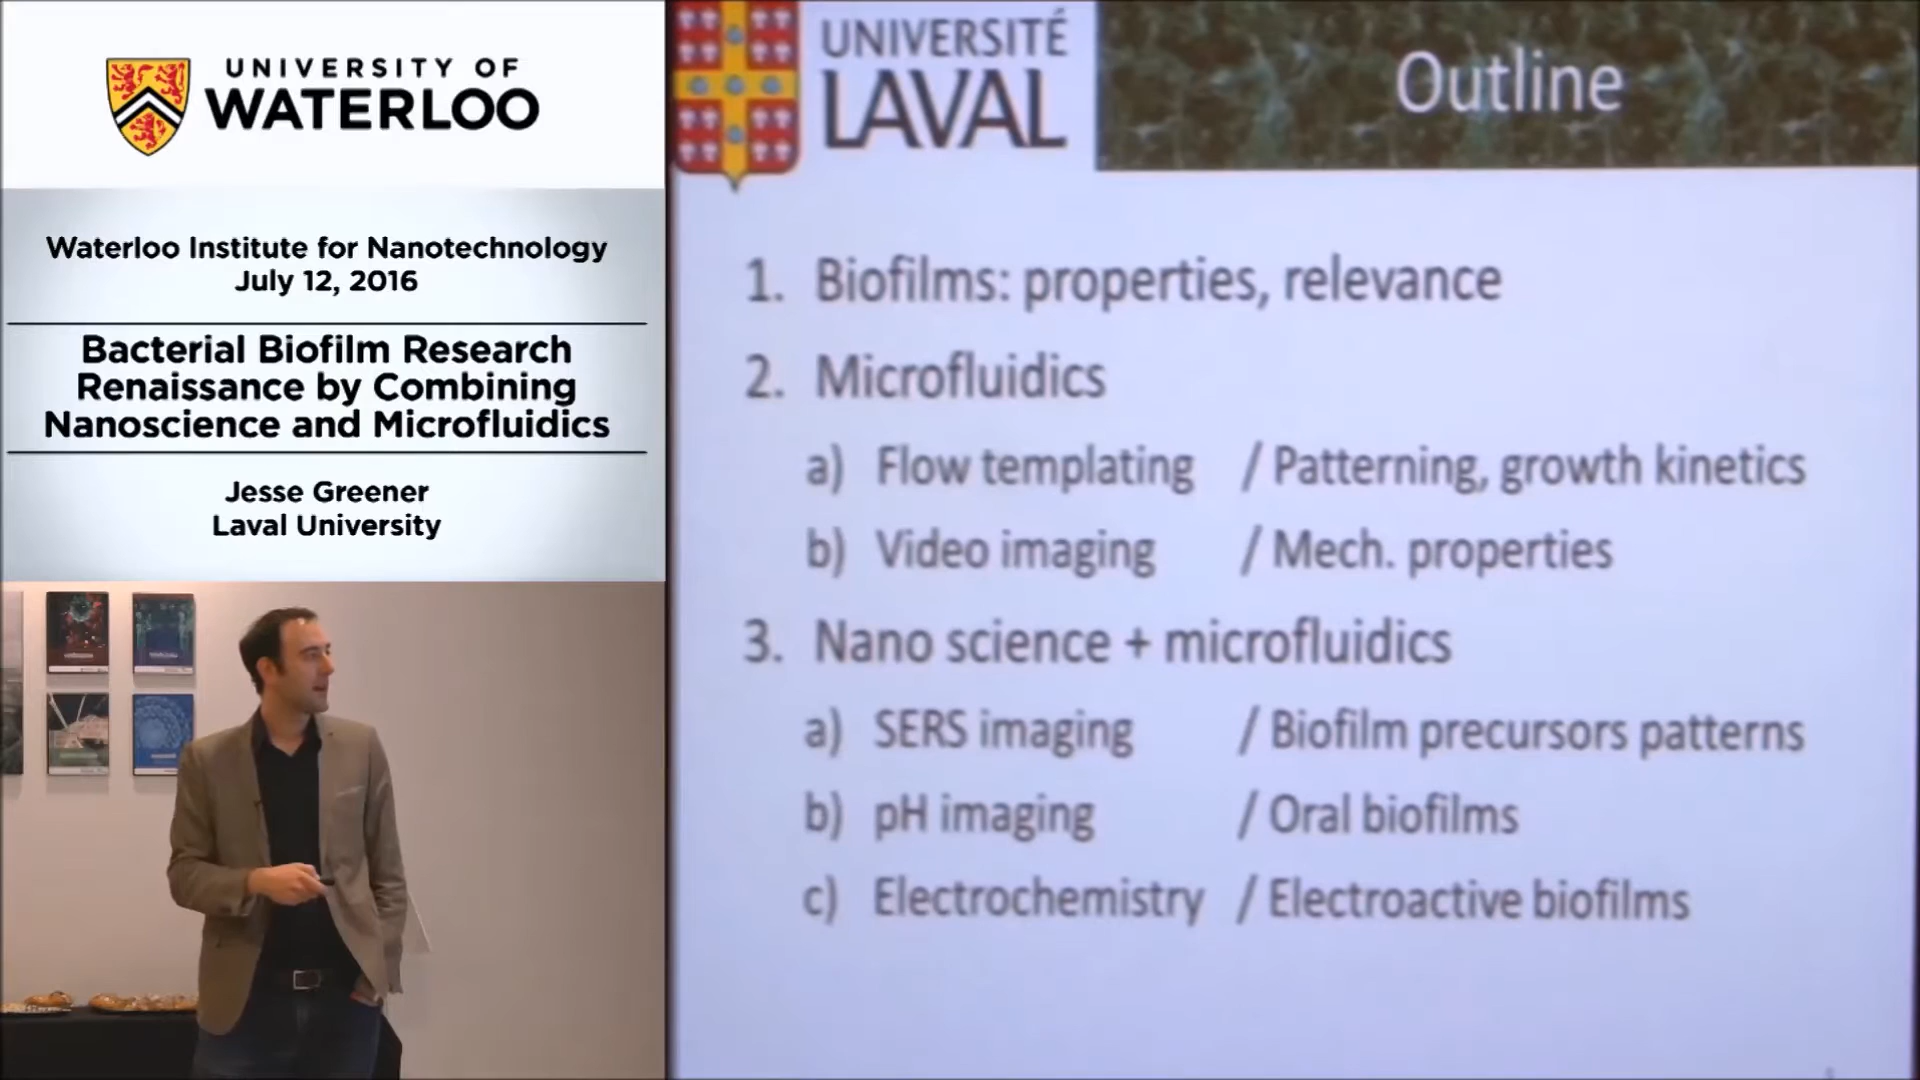 UNIVERSITY OF
WATERLOO
Waterloo Institute for Nanotechnology
July 12, 2016
Bacterial Biofilm Research
Renaissance by Combining
Nanoscience and Microfluidics
Jesse Greener
Laval University
UNIVERSITÉ
LAVAL
Outline
1. Biofilms: properties, relevance
2. Microfluidics
a) Flow templating / Patterning, growth kinetics
b) Video imaging / Mech. properties
3. Nano science + microfluidics
a) SERS imaging / Biofilm precursors patterns
b) pH imaging / Oral biofilms
c) Electrochemistry / Electroactive biofilms